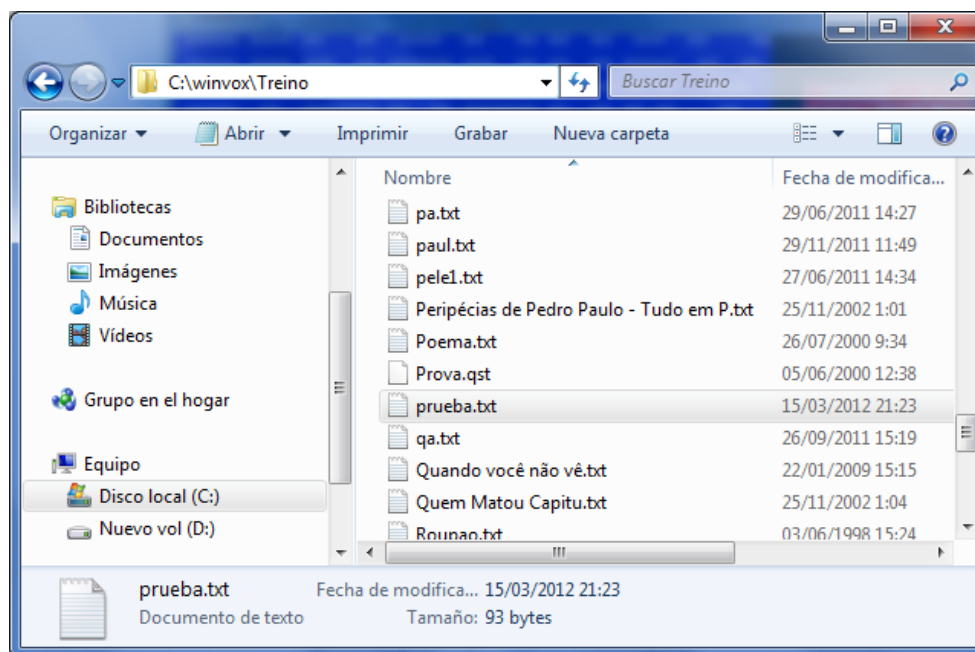 C:\winvox\Treino
Buscar Treino
Organizar
Abrir
Imprimir
Grabar
Nueva carpeta
Bibliotecas
Documentos
Imágenes
Música
Vídeos
Grupo en el hogar
Equipo
Disco local (C:)
Nuevo vol (D:)
Nombre Fecha de modifica...
pa.txt 29/06/2011 14:27
paul.txt 29/11/2011 11:49
pele1.txt 27/06/2011 14:34
Peripécias de Pedro Paulo - Tudo em P.txt 25/11/2002 1:01
Poema.txt 26/07/2000 9:34
Prova.qst 05/06/2000 12:38
prueba.txt 15/03/2012 21:23
qa.txt 26/09/2011 15:19
Quando você não vê.txt 22/01/2009 15:15
Quem Matou Capitu.txt 25/11/2002 1:04
Roupao.txt 03/06/1998 15:24
prueba.txt Fecha de modifica... 15/03/2012 21:23
Documento de texto Tamaño: 93 bytes